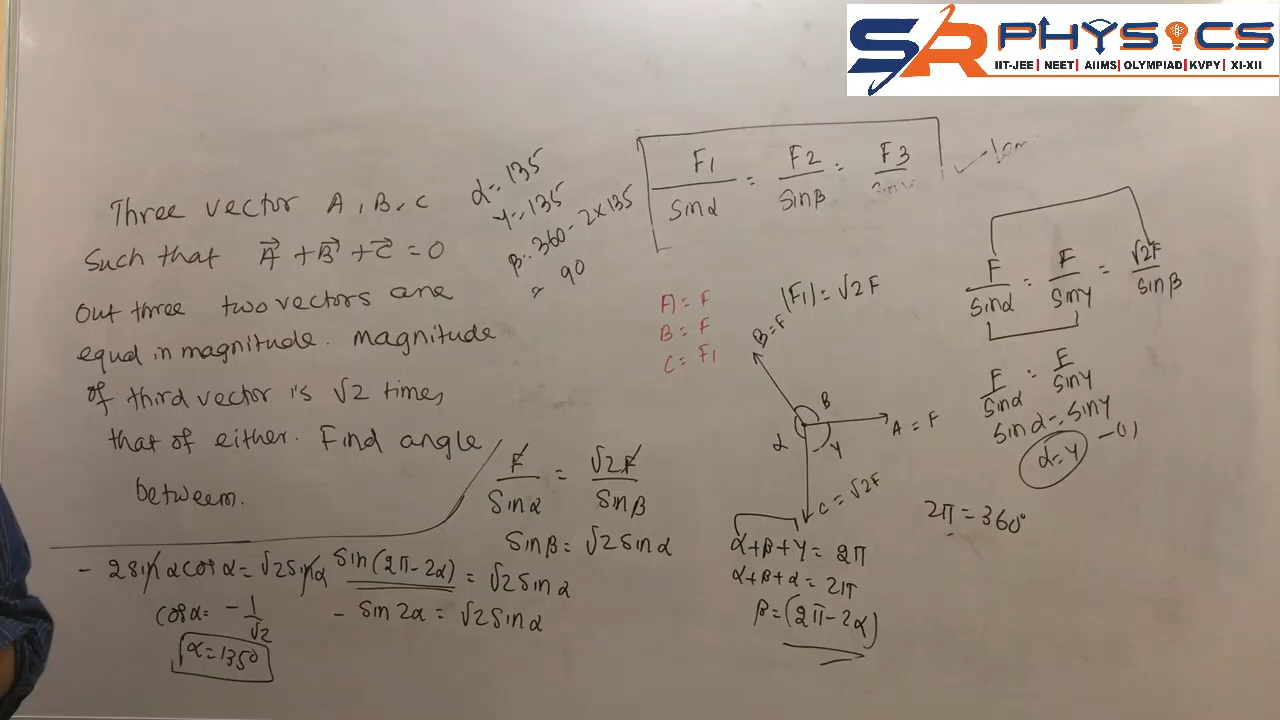 SR PHYSICS
IIT-JEE | NEET | AIIMS | OLYMPIAD | KVPY | XI-XII
Three vector A, B, C
Such that A⃗ + B⃗ + C⃗ = 0
Out three two vectors are
equal in magnitude. magnitude
of third vector is √2 times,
that of either. Find angle
between.
α = 135
γ = 135
β = 360 - 2×135
= 90
F1/sinα = F2/sinβ = F3/
A = F
B = F
C = F1
|F1| = √2F
B = F
A = F
C = √2F
α
β
γ
F/sinα = F/sinγ = √2F/sinβ
F/sinα = F/sinγ
sinα = sinγ
α = γ -(1)
2π = 360°
α+β+γ = 2π
α+β+α = 2π
β = (2π-2α)
F/sinα = √2F/sinβ
sinβ = √2 sinα
sin(2π-2α) = √2 sinα
- sin2α = √2 sinα
- 2sinα cosα = √2 sinα
cosα = -1/√2
α = 135°